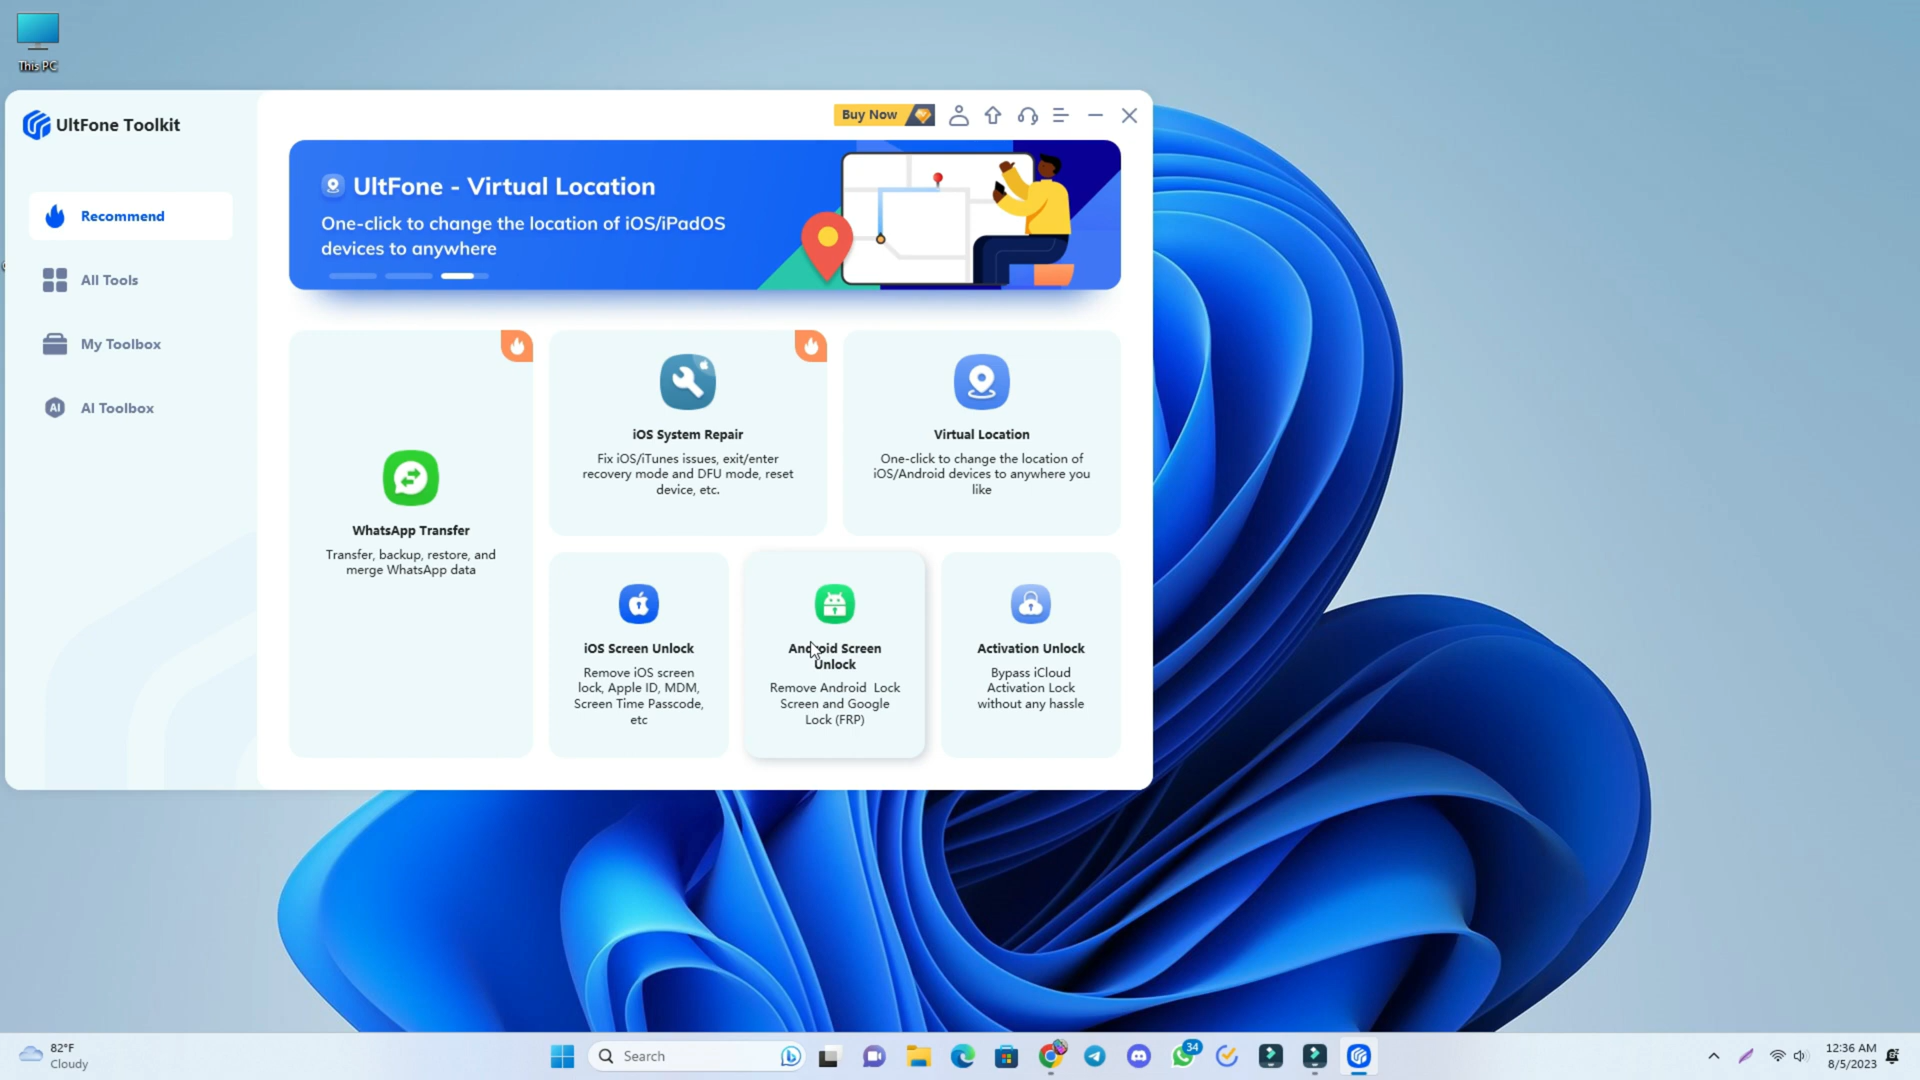 This PC
UltFone Toolkit
Buy Now
Recommend
All Tools
My Toolbox
AI
AI Toolbox
UltFone - Virtual Location
One-click to change the location of iOS/iPadOS
devices to anywhere
WhatsApp Transfer
Transfer, backup, restore, and
merge WhatsApp data
iOS System Repair
Fix iOS/iTunes issues, exit/enter
recovery mode and DFU mode, reset
device, etc.
Virtual Location
One-click to change the location of
iOS/Android devices to anywhere you
like
iOS Screen Unlock
Remove iOS screen
lock, Apple ID, MDM,
Screen Time Passcode,
etc
Android Screen
Unlock
Remove Android Lock
Screen and Google
Lock (FRP)
Activation Unlock
Bypass iCloud
Activation Lock
without any hassle
82°F
Cloudy
Search
34
12:36 AM
8/5/2023